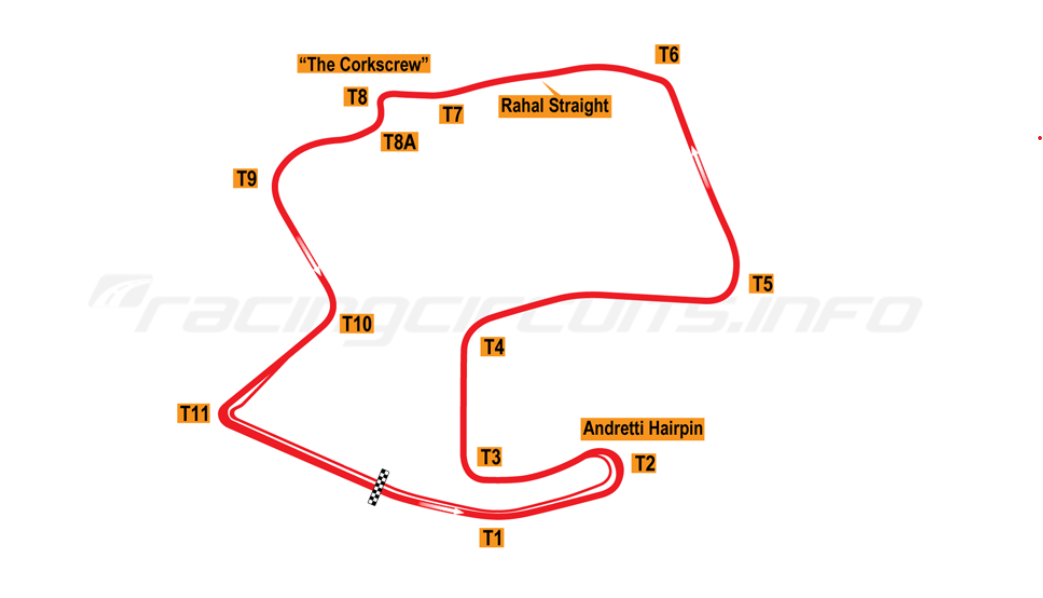 “The Corkscrew”
T6
T8
Rahal Straight
T7
T8A
T9
T5
racingcircuits.info
T10
T4
T11
Andretti Hairpin
T3
T2
T1